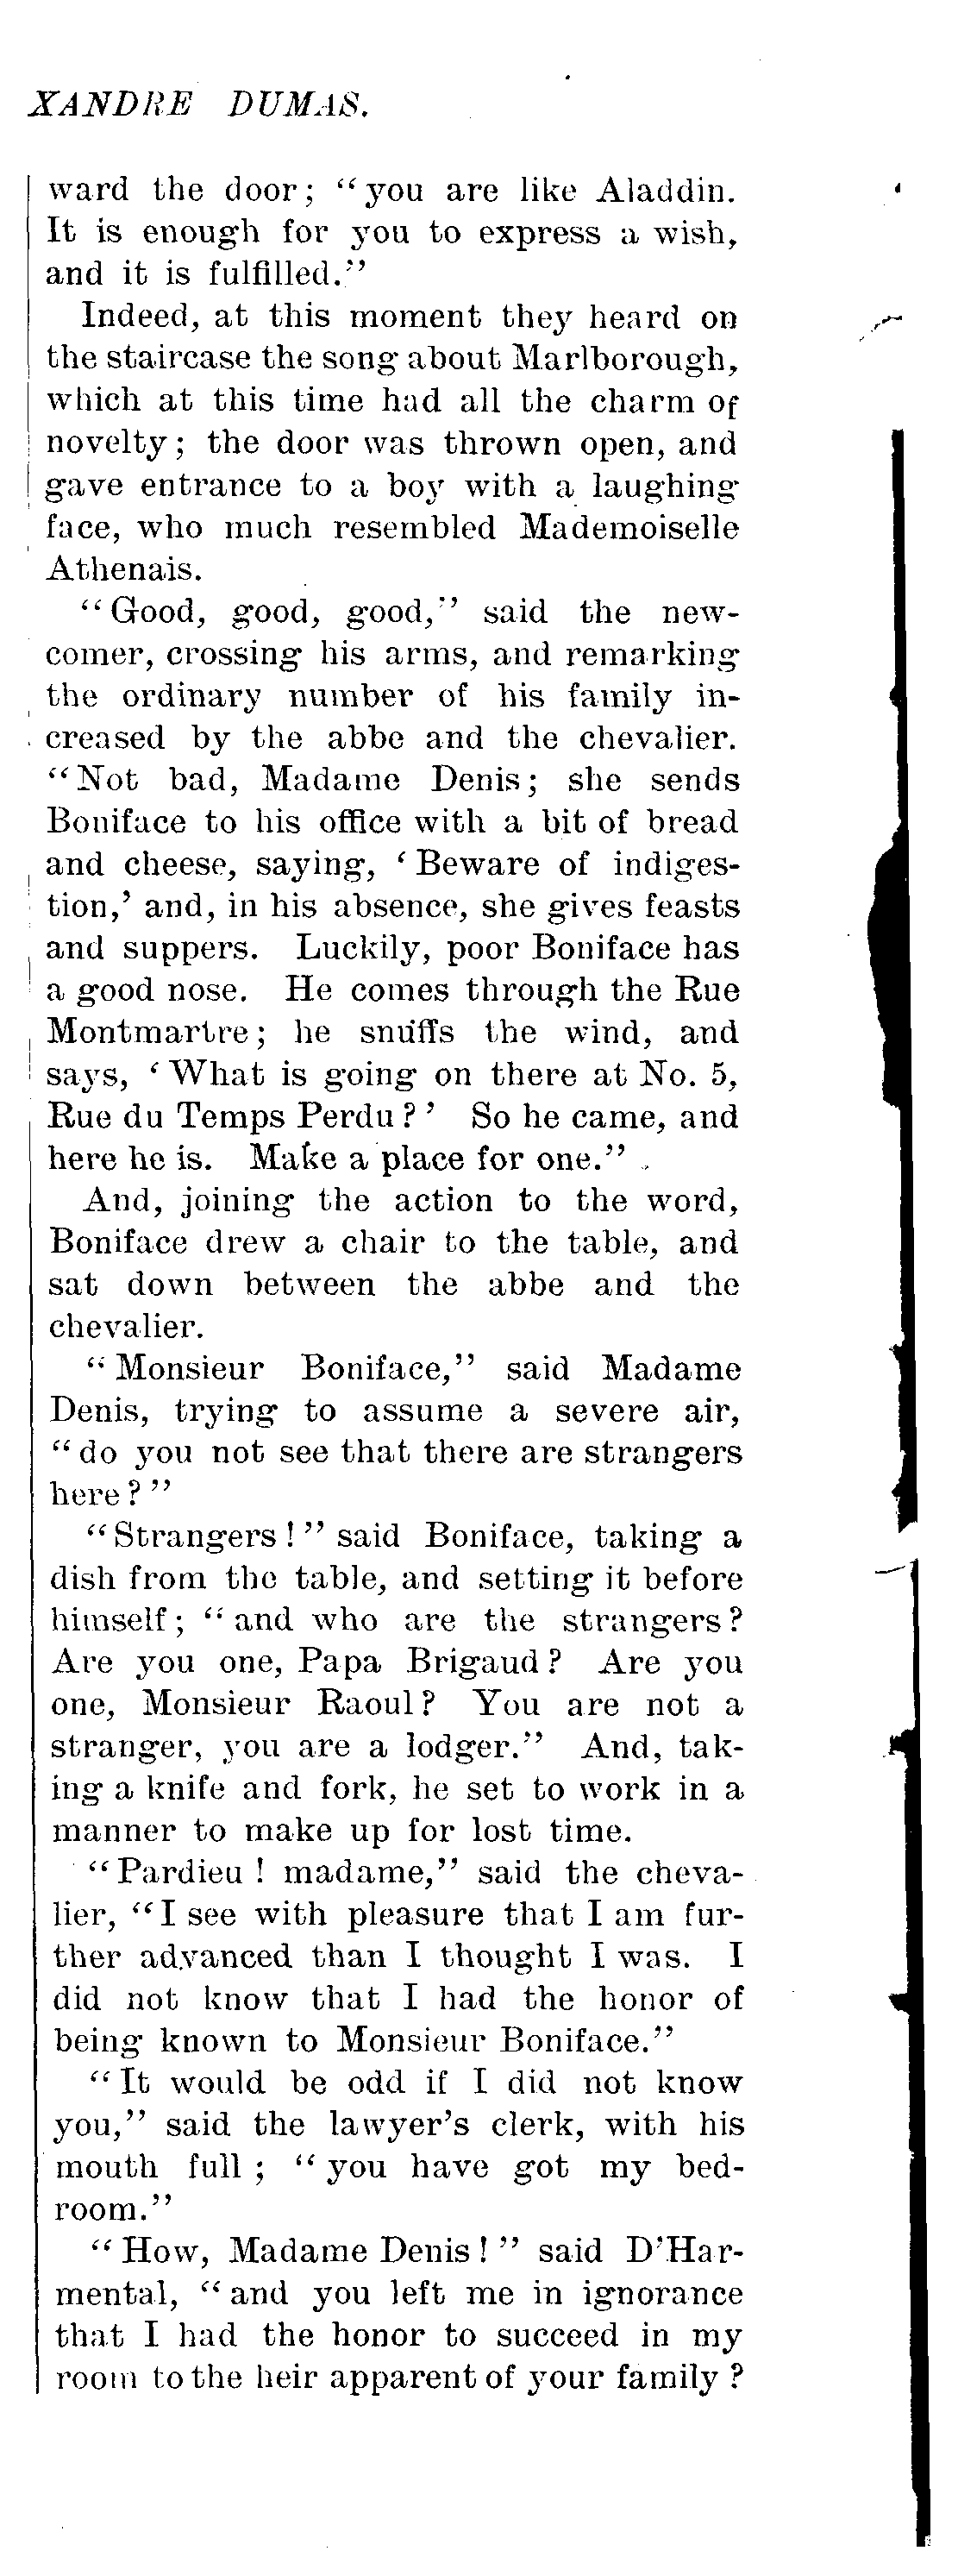 XANDRE DUMAS.
ward the door; "you are like Aladdin.
It is enough for you to express a wish,
and it is fulfilled."
Indeed, at this moment they heard on
the staircase the song about Marlborough,
which at this time had all the charm of
novelty; the door was thrown open, and
gave entrance to a boy with a laughing
face, who much resembled Mademoiselle
Athenais.
"Good, good, good," said the new-
comer, crossing his arms, and remarking
the ordinary number of his family in-
creased by the abbe and the chevalier.
"Not bad, Madame Denis; she sends
Boniface to his office with a bit of bread
and cheese, saying, 'Beware of indiges-
tion,' and, in his absence, she gives feasts
and suppers. Luckily, poor Boniface has
a good nose. He comes through the Rue
Montmartre; he snuffs the wind, and
says, 'What is going on there at No. 5,
Rue du Temps Perdu?' So he came, and
here he is. Make a place for one."
And, joining the action to the word,
Boniface drew a chair to the table, and
sat down between the abbe and the
chevalier.
"Monsieur Boniface," said Madame
Denis, trying to assume a severe air,
"do you not see that there are strangers
here?"
"Strangers!" said Boniface, taking a
dish from the table, and setting it before
himself; "and who are the strangers?
Are you one, Papa Brigaud? Are you
one, Monsieur Raoul? You are not a
stranger, you are a lodger." And, tak-
ing a knife and fork, he set to work in a
manner to make up for lost time.
"Pardieu! madame," said the cheva-
lier, "I see with pleasure that I am fur-
ther advanced than I thought I was. I
did not know that I had the honor of
being known to Monsieur Boniface."
"It would be odd if I did not know
you," said the lawyer's clerk, with his
mouth full; "you have got my bed-
room."
"How, Madame Denis!" said D'Har-
mental, "and you left me in ignorance
that I had the honor to succeed in my
room to the heir apparent of your family?